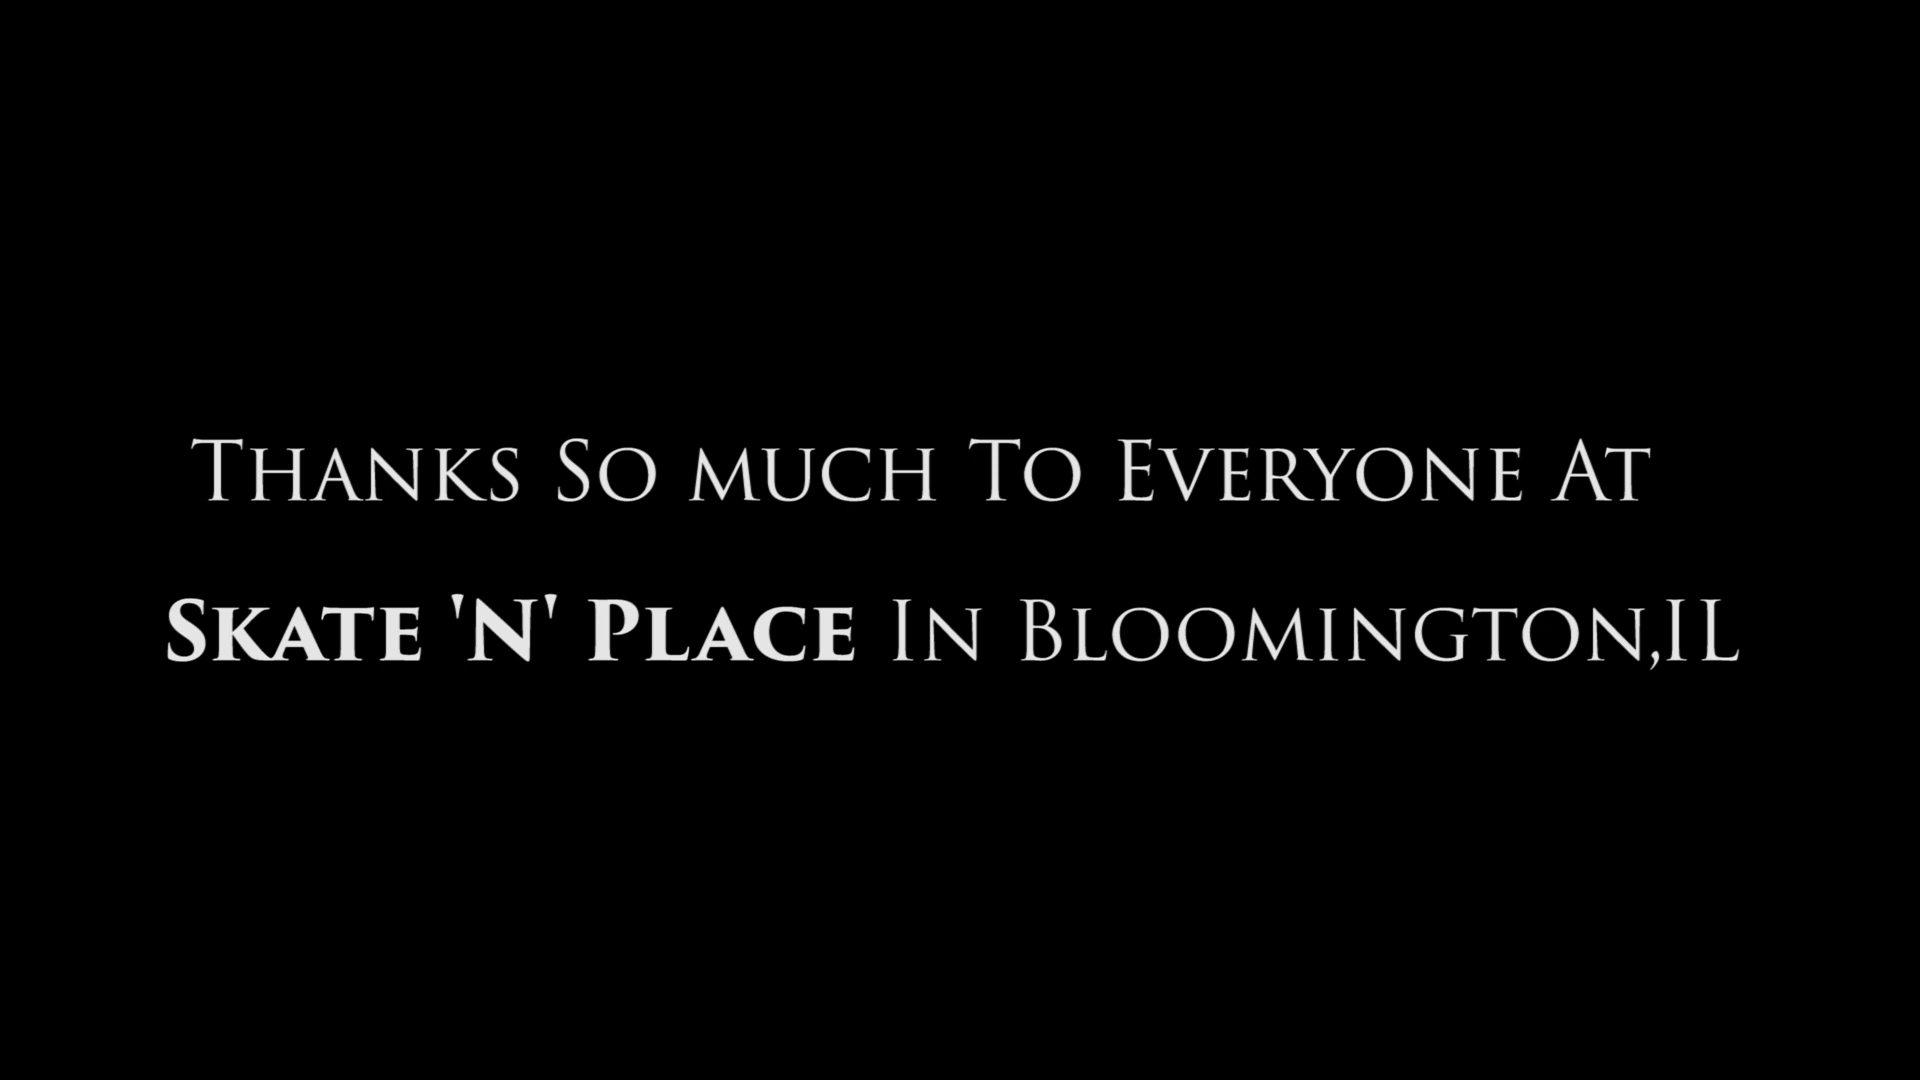 Thanks So much To Everyone At
Skate 'N' Place In Bloomington,IL